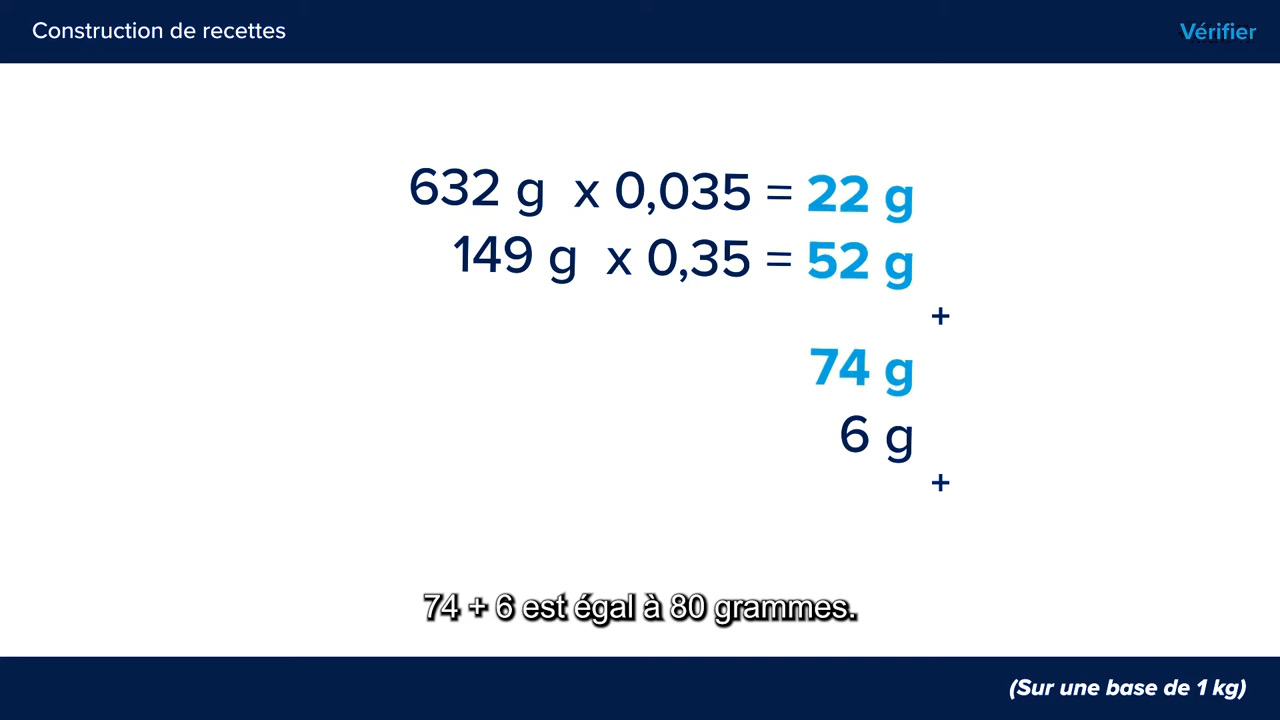 Construction de recettes
Vérifier
632 g x 0,035 = 22 g
149 g x 0,35 = 52 g
+
74 g
6 g
+
74 + 6 est égal à 80 grammes.
(Sur une base de 1 kg)